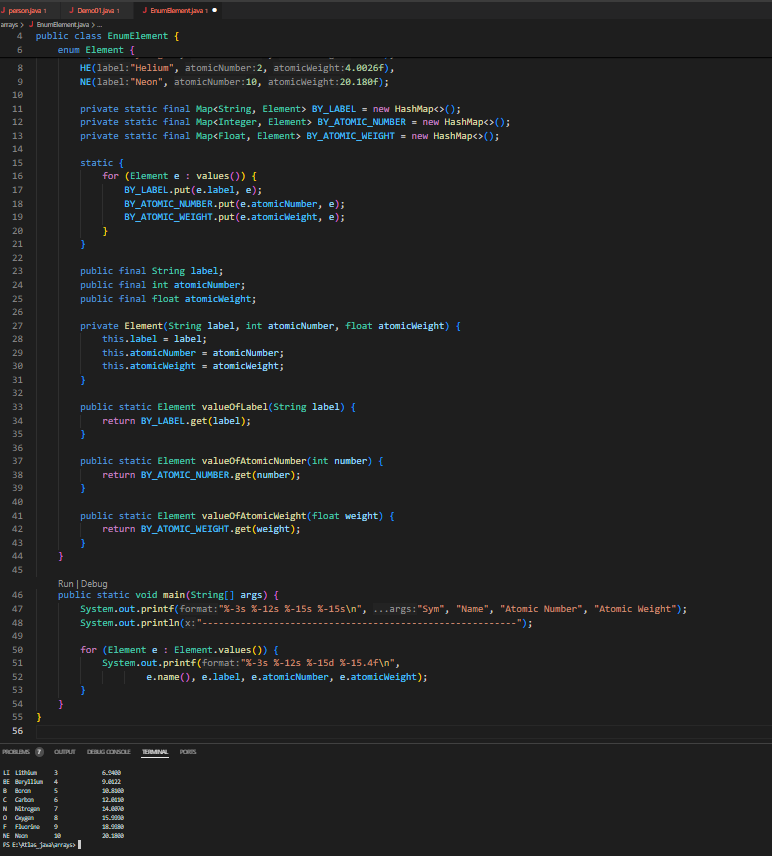 person.java 1 Demo01.java 1 EnumElement.java 1
arrays > EnumElement.java > ...
4 public class EnumElement {
6 enum Element {
8 HE(label:"Helium", atomicNumber:2, atomicWeight:4.0026f),
9 NE(label:"Neon", atomicNumber:10, atomicWeight:20.180f);
10
11 private static final Map<String, Element> BY_LABEL = new HashMap<>();
12 private static final Map<Integer, Element> BY_ATOMIC_NUMBER = new HashMap<>();
13 private static final Map<Float, Element> BY_ATOMIC_WEIGHT = new HashMap<>();
14
15 static {
16 for (Element e : values()) {
17 BY_LABEL.put(e.label, e);
18 BY_ATOMIC_NUMBER.put(e.atomicNumber, e);
19 BY_ATOMIC_WEIGHT.put(e.atomicWeight, e);
20 }
21 }
22
23 public final String label;
24 public final int atomicNumber;
25 public final float atomicWeight;
26
27 private Element(String label, int atomicNumber, float atomicWeight) {
28 this.label = label;
29 this.atomicNumber = atomicNumber;
30 this.atomicWeight = atomicWeight;
31 }
32
33 public static Element valueOfLabel(String label) {
34 return BY_LABEL.get(label);
35 }
36
37 public static Element valueOfAtomicNumber(int number) {
38 return BY_ATOMIC_NUMBER.get(number);
39 }
40
41 public static Element valueOfAtomicWeight(float weight) {
42 return BY_ATOMIC_WEIGHT.get(weight);
43 }
44 }
45
Run | Debug
46 public static void main(String[] args) {
47 System.out.printf(format:"%-3s %-12s %-15s %-15s\n", ...args:"Sym", "Name", "Atomic Number", "Atomic Weight");
48 System.out.println(x:"---------------------------------------------------------");
49
50 for (Element e : Element.values()) {
51 System.out.printf(format:"%-3s %-12s %-15d %-15.4f\n",
52 e.name(), e.label, e.atomicNumber, e.atomicWeight);
53 }
54 }
55 }
56
PROBLEMS 7 OUTPUT DEBUG CONSOLE TERMINAL PORTS
LI Lithium 3 6.9400
BE Beryllium 4 9.0122
B Boron 5 10.8100
C Carbon 6 12.0110
N Nitrogen 7 14.0070
O Oxygen 8 15.9990
F Fluorine 9 18.9980
NE Neon 10 20.1800
PS E:\Atlas_java\arrays>